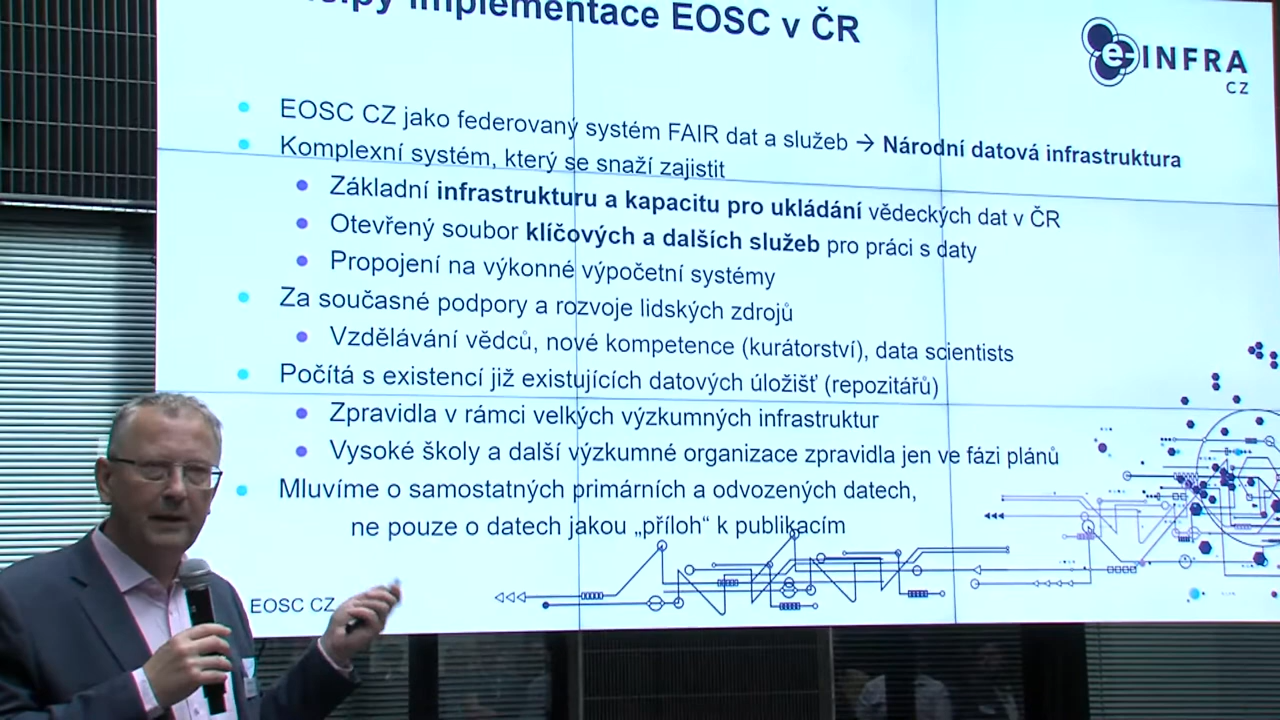 implementace EOSC v ČR
e-INFRA
CZ
EOSC CZ jako federovaný systém FAIR dat a služeb → Národní datová infrastruktura
Komplexní systém, který se snaží zajistit
Základní infrastrukturu a kapacitu pro ukládání vědeckých dat v ČR
Otevřený soubor klíčových a dalších služeb pro práci s daty
Propojení na výkonné výpočetní systémy
Za současné podpory a rozvoje lidských zdrojů
Vzdělávání vědců, nové kompetence (kurátorství), data scientists
Počítá s existencí již existujících datových úložišť (repozitářů)
Zpravidla v rámci velkých výzkumných infrastruktur
Vysoké školy a další výzkumné organizace zpravidla jen ve fázi plánů
Mluvíme o samostatných primárních a odvozených datech,
ne pouze o datech jakou „příloh“ k publikacím
EOSC CZ